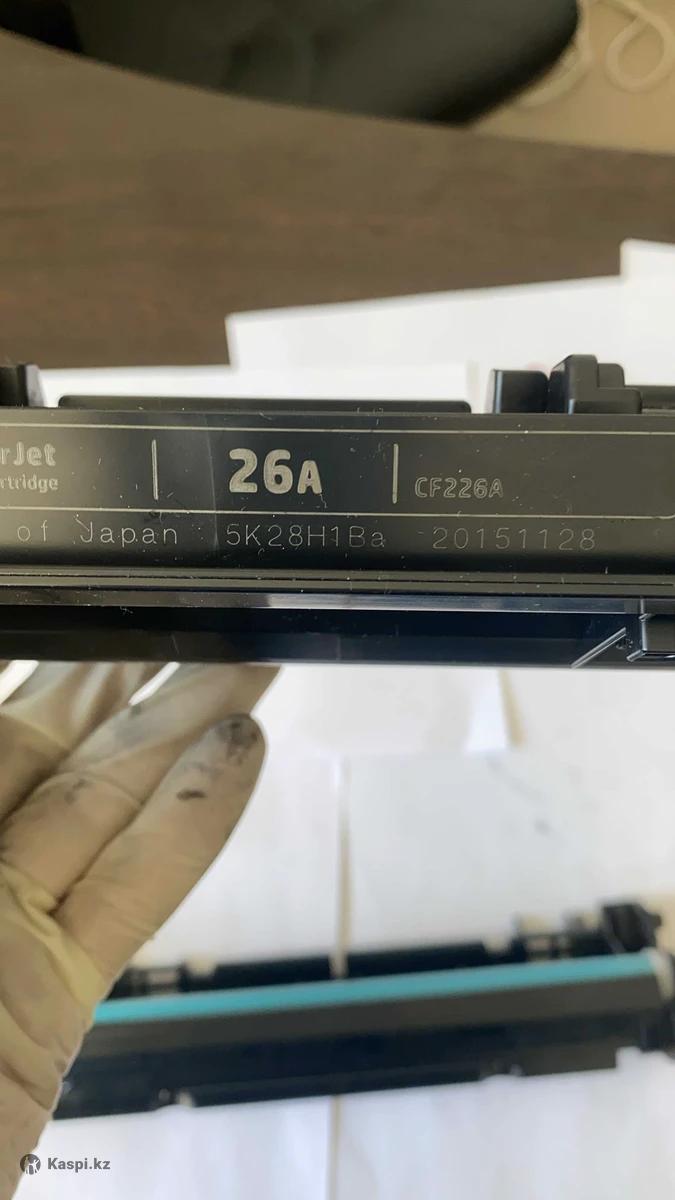 rJet
rtridge
26A
CF226A
of Japan 5K28H1Ba 20151128
Kaspi.kz